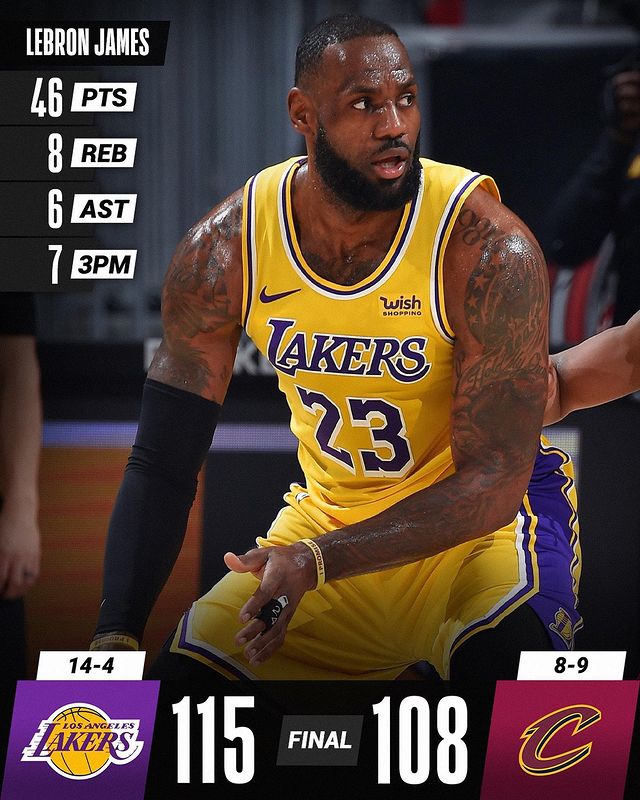 LEBRON JAMES
46 PTS
8 REB
6 AST
7 3PM
wish
SHOPPING
LAKERS
23
14-4
8-9
LOS ANGELES
LAKERS
115 FINAL 108
C